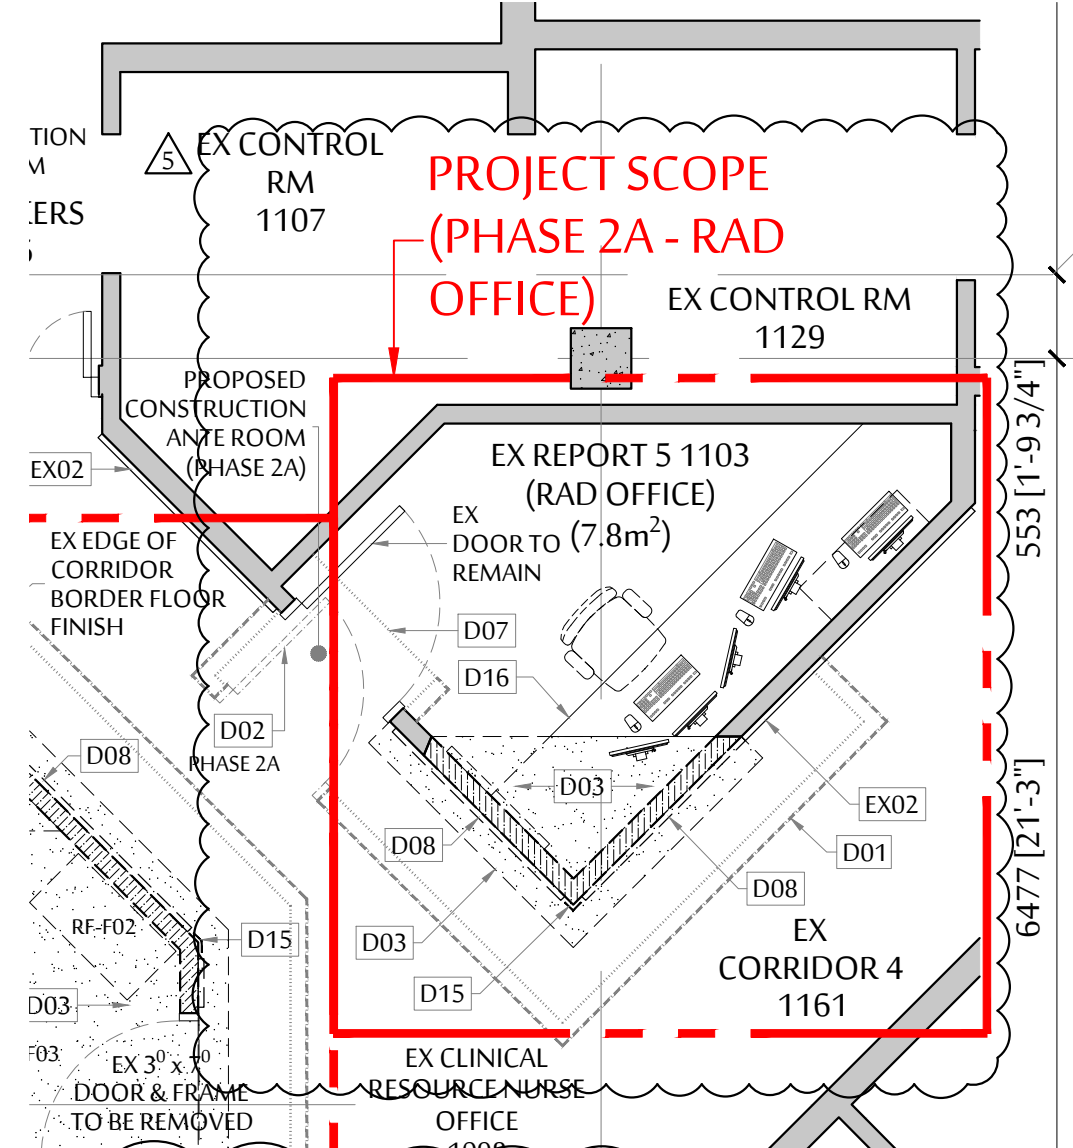 TION
M
ERS
5
EX CONTROL
RM
1107
PROJECT SCOPE
(PHASE 2A - RAD
OFFICE)
EX CONTROL RM
1129
PROPOSED
CONSTRUCTION
ANTE ROOM
(PHASE 2A)
EX02
EX REPORT 5 1103
(RAD OFFICE)
(7.8m²)
553 [1'-9 3/4"]
EX
DOOR TO
REMAIN
EX EDGE OF
CORRIDOR
BORDER FLOOR
FINISH
D07
D16
D02
PHASE 2A
D08
D03
EX02
D08
D01
D08
6477 [21'-3"]
RF-F02
D15
D03
D15
EX
CORRIDOR 4
1161
D03
F03
EX 3⁰ x 7⁰
DOOR & FRAME
TO BE REMOVED
EX CLINICAL
RESOURCE NURSE
OFFICE